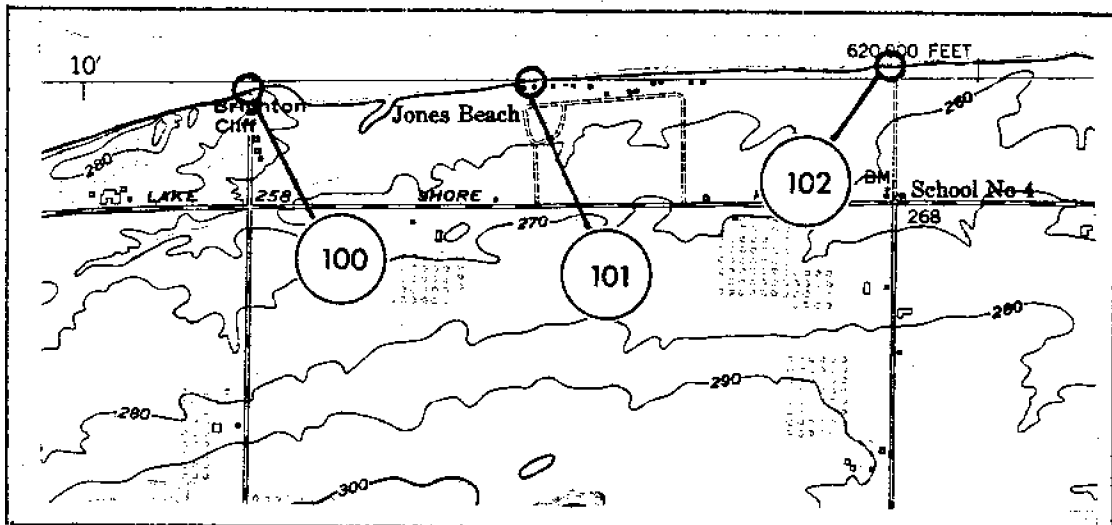 620,000 FEET
10'
Brighton
Cliff
Jones Beach
260
280
102
BM
School No 4
LAKE
258
SHORE
268
270
100
101
280
290
280
300